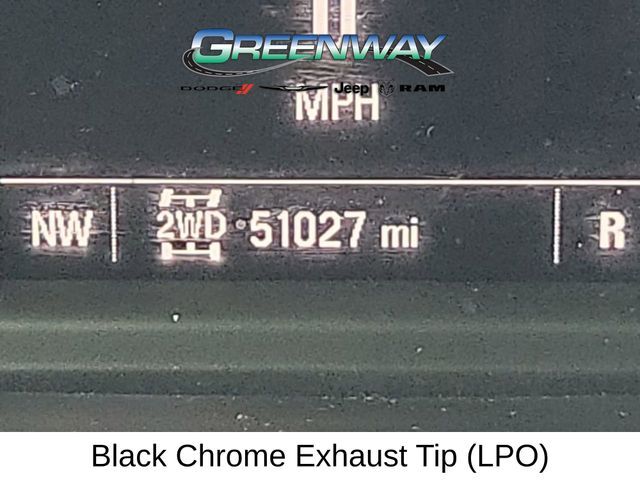 GREENWAY
DODGE Jeep RAM
MPH
NW 2WD 51027 mi R
Black Chrome Exhaust Tip (LPO)